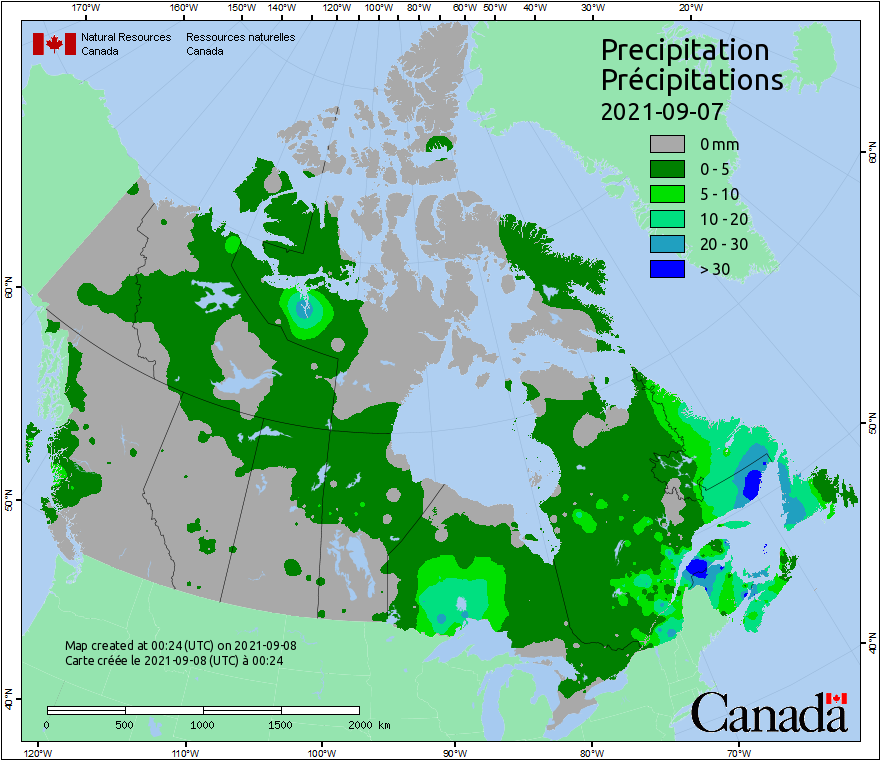 170°W 160°W 150°W 140°W 120°W 100°W 80°W 60°W 50°W 40°W 30°W 20°W
Natural Resources Ressources naturelles
Canada Canada
Precipitation
Précipitations
2021-09-07
0 mm
0 - 5
5 - 10
10 - 20
20 - 30
> 30
60°N 60°N
50°N 50°N
40°N 40°N
Map created at 00:24 (UTC) on 2021-09-08
Carte créée le 2021-09-08 (UTC) à 00:24
0 500 1000 1500 2000 km
Canada
120°W 110°W 100°W 90°W 80°W 70°W